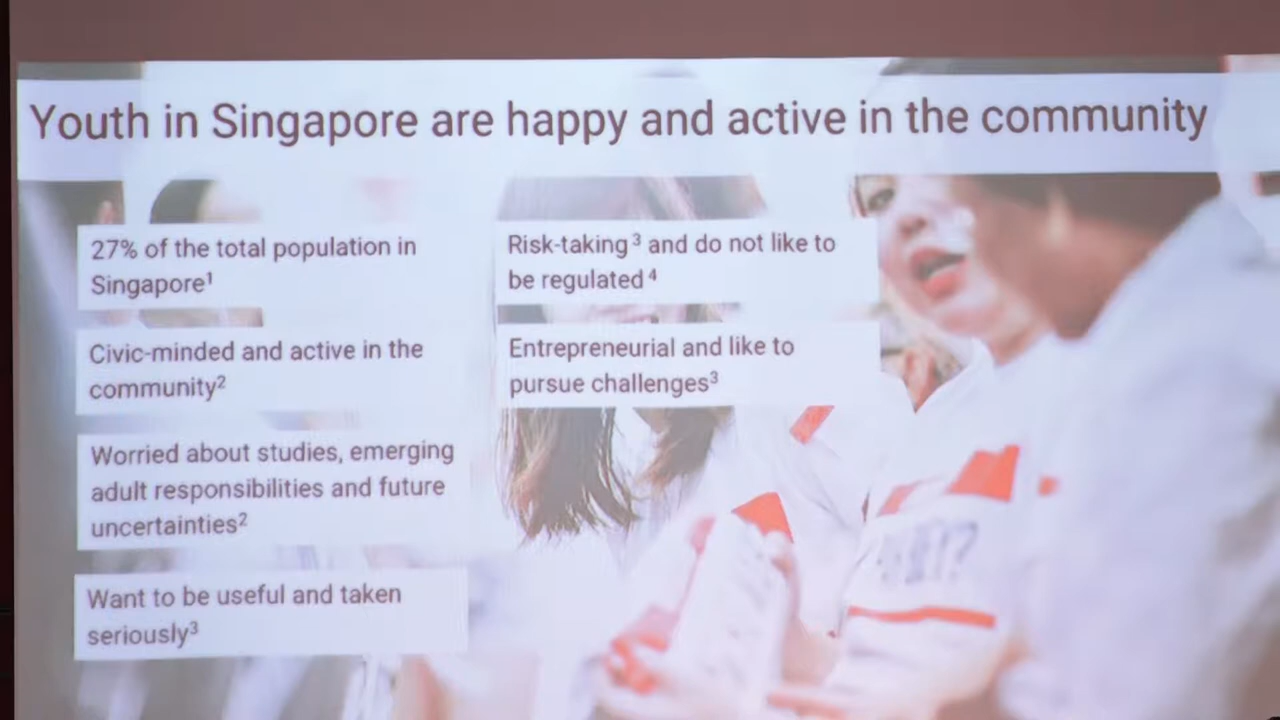 Youth in Singapore are happy and active in the community
27% of the total population in
Singapore¹
Civic-minded and active in the
community²
Worried about studies, emerging
adult responsibilities and future
uncertainties²
Want to be useful and taken
seriously³
Risk-taking³ and do not like to
be regulated⁴
Entrepreneurial and like to
pursue challenges³